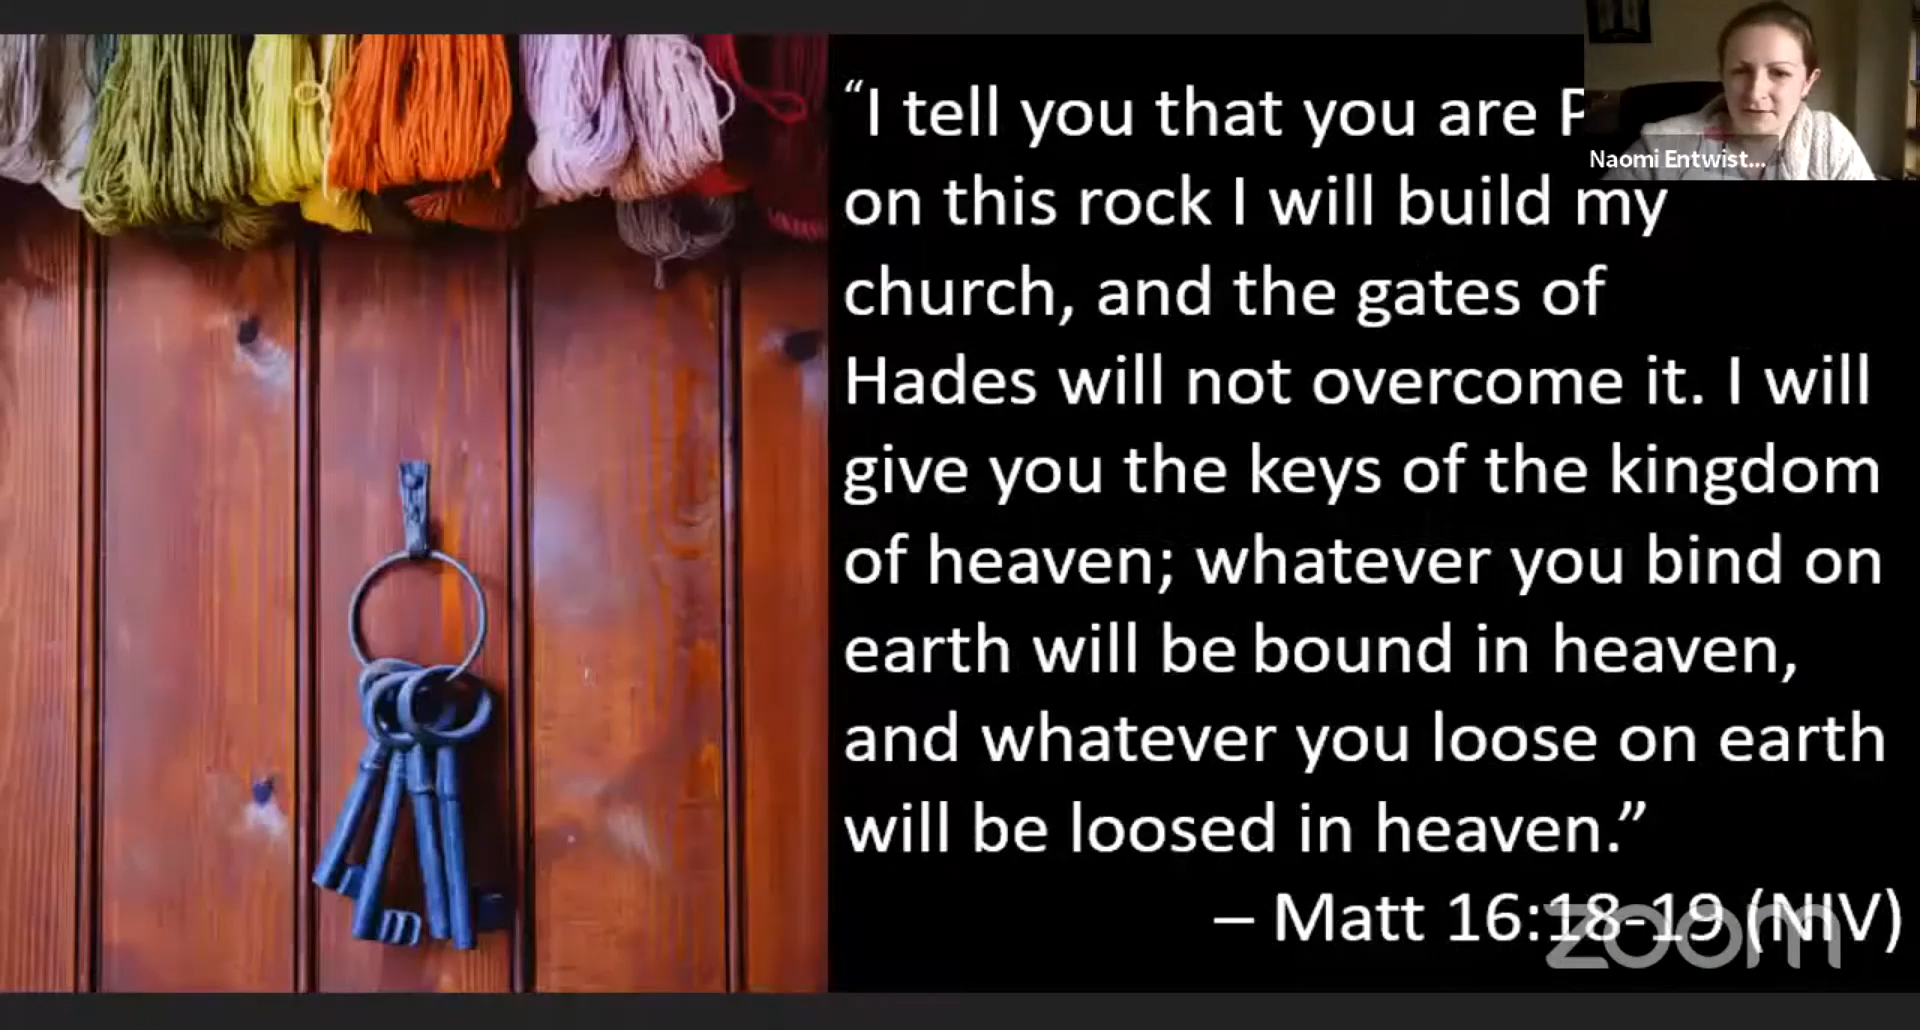 “I tell you that you are P
on this rock I will build my
church, and the gates of
Hades will not overcome it. I will
give you the keys of the kingdom
of heaven; whatever you bind on
earth will be bound in heaven,
and whatever you loose on earth
will be loosed in heaven.”
– Matt 16:18-19 (NIV)
Naomi Entwist...
zoom